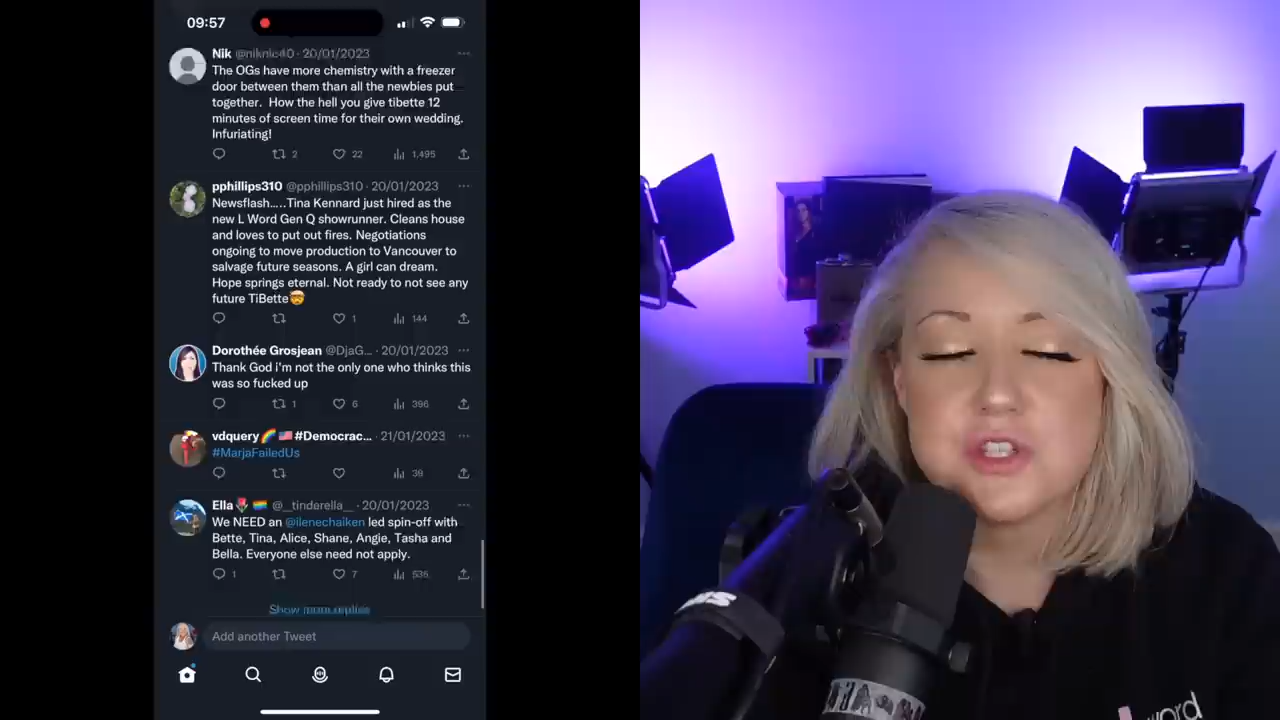 09:57
Nik @niknic40 · 20/01/2023
The OGs have more chemistry with a freezer
door between them than all the newbies put
together. How the hell you give tibette 12
minutes of screen time for their own wedding.
Infuriating!
2 22 1,495
pphillips310 @pphillips310 · 20/01/2023
Newsflash.....Tina Kennard just hired as the
new L Word Gen Q showrunner. Cleans house
and loves to put out fires. Negotiations
ongoing to move production to Vancouver to
salvage future seasons. A girl can dream.
Hope springs eternal. Not ready to not see any
future TiBette🤯
1 144
Dorothée Grosjean @DjaG... · 20/01/2023
Thank God i'm not the only one who thinks this
was so fucked up
1 6 396
vdquery🌈🇺🇸#Democrac... · 21/01/2023
#MarjaFailedUs
39
Ella🌷🏳️‍🌈 @__tinderella__ · 20/01/2023
We NEED an @ilenechaiken led spin-off with
Bette, Tina, Alice, Shane, Angie, Tasha and
Bella. Everyone else need not apply.
1 7 536
Show more replies
Add another Tweet
word